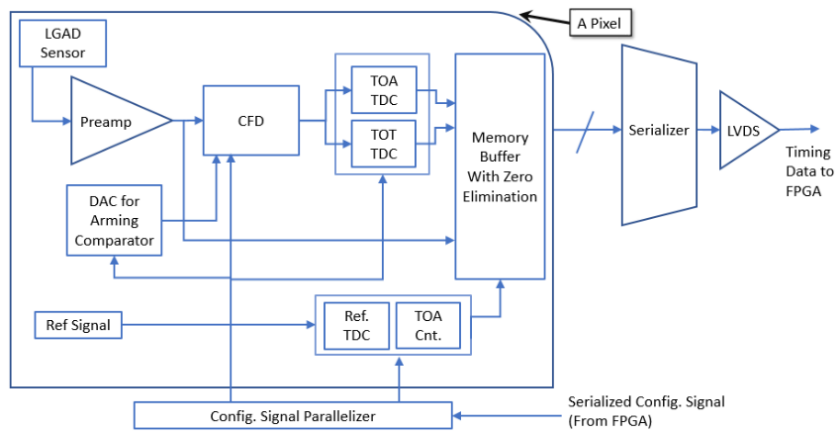 A Pixel
LGAD
Sensor
Preamp
CFD
TOA
TDC
TOT
TDC
Memory
Buffer
With Zero
Elimination
Serializer
LVDS
Timing
Data to
FPGA
DAC for
Arming
Comparator
Ref Signal
Ref.
TDC
TOA
Cnt.
Config. Signal Parallelizer
Serialized Config. Signal
(From FPGA)